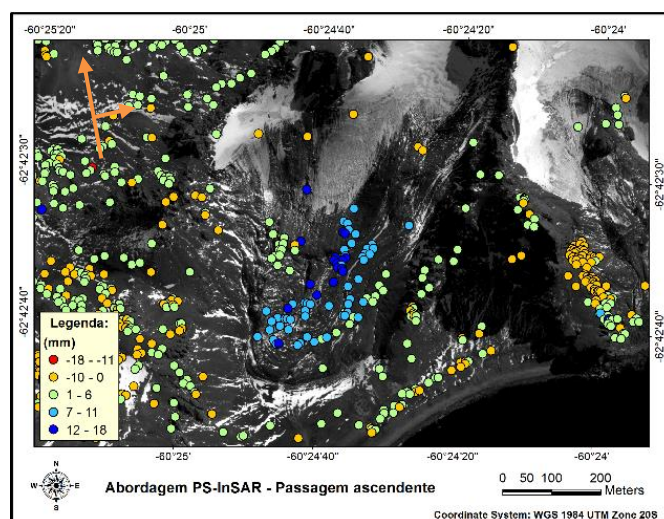 -60°25'20" -60°25' -60°24'40" -60°24'20" -60°24'
-62°42'30" -62°42'30"
-62°42'40" -62°42'40"
Legenda:
(mm)
-18 - -11
-10 - 0
1 - 6
7 - 11
12 - 18
-60°25' -60°24'40" -60°24'20" -60°24'
N
W E
S
Abordagem PS-InSAR - Passagem ascendente
0 50 100 200
Meters
Coordinate System: WGS 1984 UTM Zone 20S